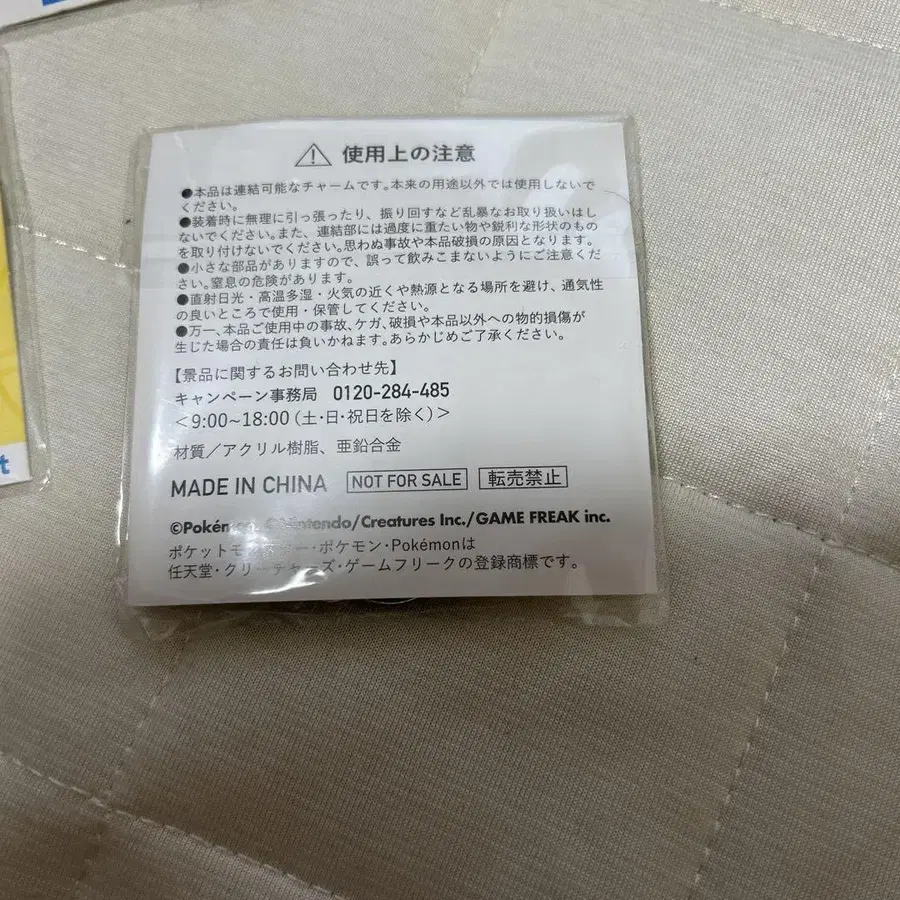 ⚠ 使用上の注意
●本品は連結可能なチャームです。本来の用途以外では使用しないで
ください。
●装着時に無理に引っ張ったり、振り回すなど乱暴なお取り扱いはし
ないでください。また、連結部には過度に重たい物や鋭利な形状のもの
を取り付けないでください。思わぬ事故や本品破損の原因となります。
●小さな部品がありますので、誤って飲みこまないようにご注意くだ
さい。窒息の危険があります。
●直射日光・高温多湿・火気の近くや熱源となる場所を避け、通気性
の良いところで使用・保管してください。
●万一、本品ご使用中の事故、ケガ、破損や本品以外への物的損傷が
生じた場合の責任は負いかねます。あらかじめご了承ください。
【景品に関するお問い合わせ先】
キャンペーン事務局 0120-284-485
＜9:00~18:00（土・日・祝日を除く）＞
材質／アクリル樹脂、亜鉛合金
MADE IN CHINA NOT FOR SALE 転売禁止
©Pokémon. ©Nintendo/Creatures Inc./GAME FREAK inc.
ポケットモンスター・ポケモン・Pokémonは
任天堂・クリーチャーズ・ゲームフリークの登録商標です。
t